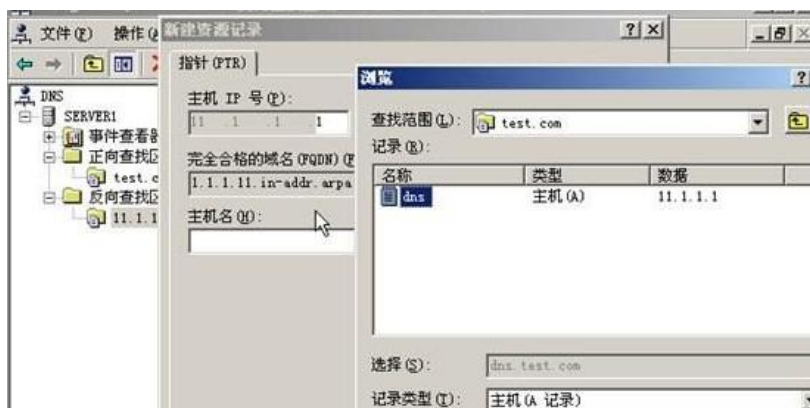 文件(F) 操作(
新建资源记录
指针(PTR)
DNS
SERVER1
事件查看器
正向查找区
test.c
反向查找区
11.1.1
主机 IP 号(P):
11 .1 .1 .1
完全合格的域名(FQDN)(F
1.1.1.11.in-addr.arpa
主机名(H):
浏览
查找范围(L): test.com
记录(R):
名称 类型 数据
dns 主机(A) 11.1.1.1
选择(S): dns.test.com
记录类型(T): 主机(A 记录)